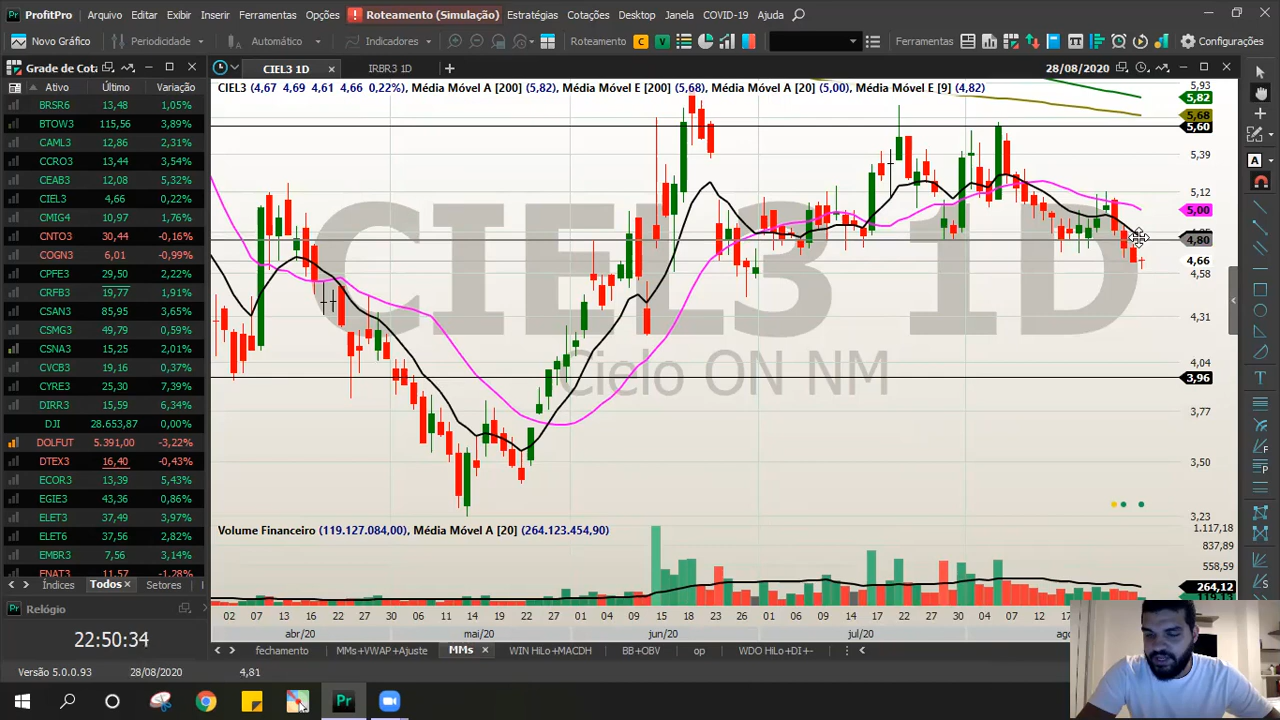 ProfitPro
Arquivo Exibir Inserir Ferramentas Opções Roteamento (Simulação) Estratégias Cotações Desktop Janela COVID-19 Ajuda
Novo Gráfico Periodicidade Automático Indicadores Roteamento C V Ferramentas Configurações
Grade de Cota
CIEL3 1D
IRBR3 1D
28/08/2020
Ativo Último Variação
BRSR6 13,48 1,05%
BTOW3 115,56 3,89%
CAML3 12,86 2,31%
CCRO3 13,44 3,54%
CEAB3 12,08 5,32%
CIEL3 4,66 0,22%
CMIG4 10,97 1,76%
CNTO3 30,44 -0,16%
COGN3 6,01 -0,99%
CPFE3 29,50 2,22%
CRFB3 19,77 1,91%
CSAN3 85,95 3,65%
CSMG3 49,79 0,59%
CSNA3 15,25 2,01%
CVCB3 19,16 0,37%
CYRE3 25,30 7,39%
DIRR3 15,59 6,34%
DJI 28.653,87 0,00%
DOLFUT 5.391,00 -3,22%
DTEX3 16,40 -0,43%
ECOR3 13,39 5,43%
EGIE3 43,36 0,86%
ELET3 37,49 3,97%
ELET6 37,56 2,82%
EMBR3 7,56 3,14%
ENAT3 11,57 -1,28%
Índices Todos Setores
Relógio
22:50:34
Versão 5.0.0.93 28/08/2020 4,81
CIEL3 (4,67 4,69 4,61 4,66 0,22%), Média Móvel A [200] (5,82), Média Móvel E [200] (5,68), Média Móvel A [20] (5,00), Média Móvel E [9] (4,82)
CIEL3 1D
Cielo ON NM
5,93
5,82
5,68
5,60
5,39
5,12
5,00
4,80
4,66
4,58
4,31
4,04
3,96
3,77
3,50
3,23
Volume Financeiro (119.127.084,00), Média Móvel A [20] (264.123.454,90)
1.117,18
837,89
558,59
264,12
02 07 13 16 22 27 30 06 11 14 19 22 27 01 04 09 15 18 23 26 01 07 14 17 22 30 04 07 12 17
abr/20 mai/20 jun/20 jul/20
fechamento MMs+VWAP+Ajuste MMs WIN HiLo+MACDH BB+OBV op WDO HiLo+DI+-
Pr